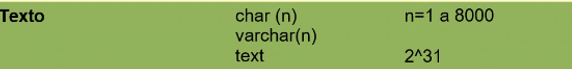 Texto char (n) n=1 a 8000
varchar(n)
text 2^31